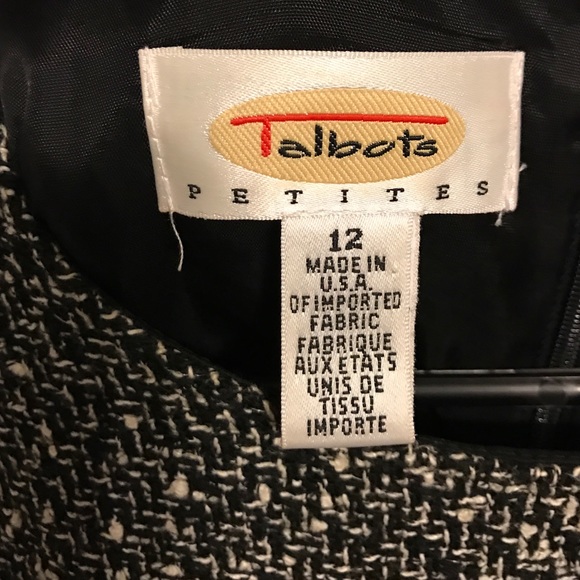 Talbots
PETITES
12
MADE IN
U.S.A.
OF IMPORTED
FABRIC
FABRIQUE
AUX ETATS
UNIS DE
TISSU
IMPORTE